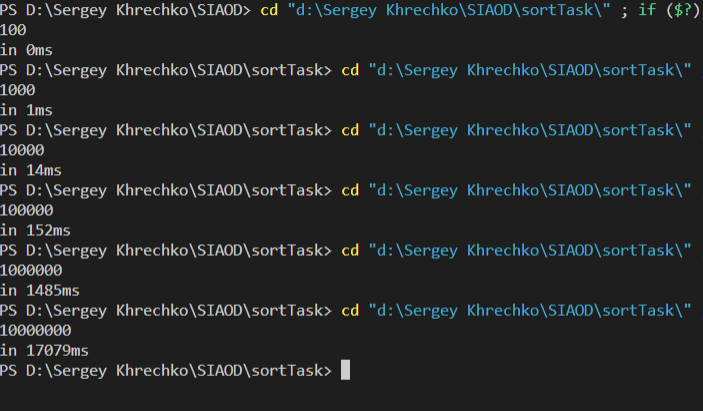 PS D:\Sergey Khrechko\SIAOD> cd "d:\Sergey Khrechko\SIAOD\sortTask\" ; if ($?)
100
in 0ms
PS D:\Sergey Khrechko\SIAOD\sortTask> cd "d:\Sergey Khrechko\SIAOD\sortTask\"
1000
in 1ms
PS D:\Sergey Khrechko\SIAOD\sortTask> cd "d:\Sergey Khrechko\SIAOD\sortTask\"
10000
in 14ms
PS D:\Sergey Khrechko\SIAOD\sortTask> cd "d:\Sergey Khrechko\SIAOD\sortTask\"
100000
in 152ms
PS D:\Sergey Khrechko\SIAOD\sortTask> cd "d:\Sergey Khrechko\SIAOD\sortTask\"
1000000
in 1485ms
PS D:\Sergey Khrechko\SIAOD\sortTask> cd "d:\Sergey Khrechko\SIAOD\sortTask\"
10000000
in 17079ms
PS D:\Sergey Khrechko\SIAOD\sortTask>